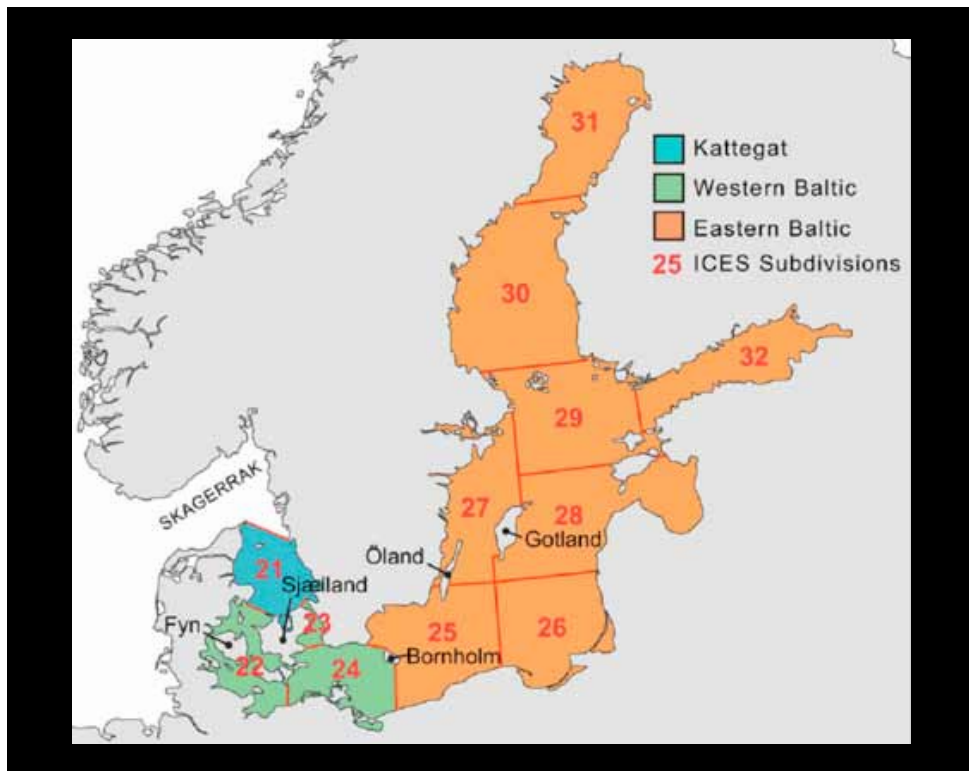 31
Kattegat
Western Baltic
Eastern Baltic
25 ICES Subdivisions
30
32
29
SKAGERRAK
27
28
Gotland
Öland
21
Sjælland
23
Fyn
25
26
22
24
Bornholm